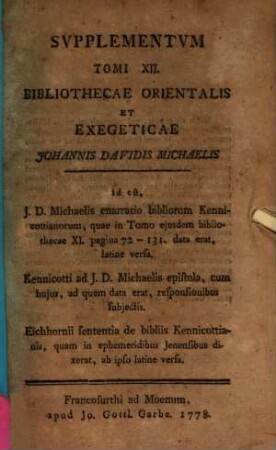 SVPPLEMENTVM
TOMI XII.
BIBLIOTHECAE ORIENTALIS
ET
EXEGETICAE
JOHANNIS DAVIDIS MICHAELIS
id est,
J. D. Michaelis enarratio bibliorum Kenni-
cottianorum, quae in Tomo ejusdem biblio-
thecae XI. pagina 72 – 131. data erat,
latine versa.
Kennicotti ad J. D. Michaelis epistola, cum
hujus, ad quem data erat, responsionibus
subjectis.
Eichhornii sententia de bibliis Kennicottia-
nis, quam in ephemeridibus Jenensibus di-
xerat, ab ipso latine versa.
Francofurthi ad Moenum,
apud Jo. Gottl. Garbe. 1778.